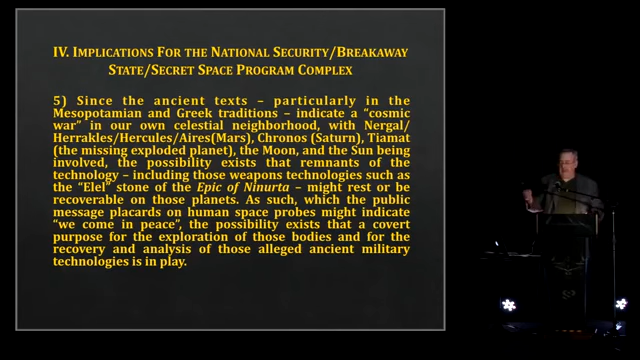 IV. IMPLICATIONS FOR THE NATIONAL SECURITY/BREAKAWAY
STATE/SECRET SPACE PROGRAM COMPLEX
5) Since the ancient texts – particularly in the
Mesopotamian and Greek traditions – indicate a "cosmic
war" in our own celestial neighborhood, with Nergal/
Herrakles/Hercules/Aires(Mars), Chronos (Saturn), Tiamat
(the missing exploded planet), the Moon, and the Sun being
involved, the possibility exists that remnants of the
technology – including those weapons technologies such as
the "Elel" stone of the Epic of Ninurta – might rest or be
recoverable on those planets. As such, which the public
message placards on human space probes might indicate
"we come in peace", the possibility exists that a covert
purpose for the exploration of those bodies and for the
recovery and analysis of those alleged ancient military
technologies is in play.